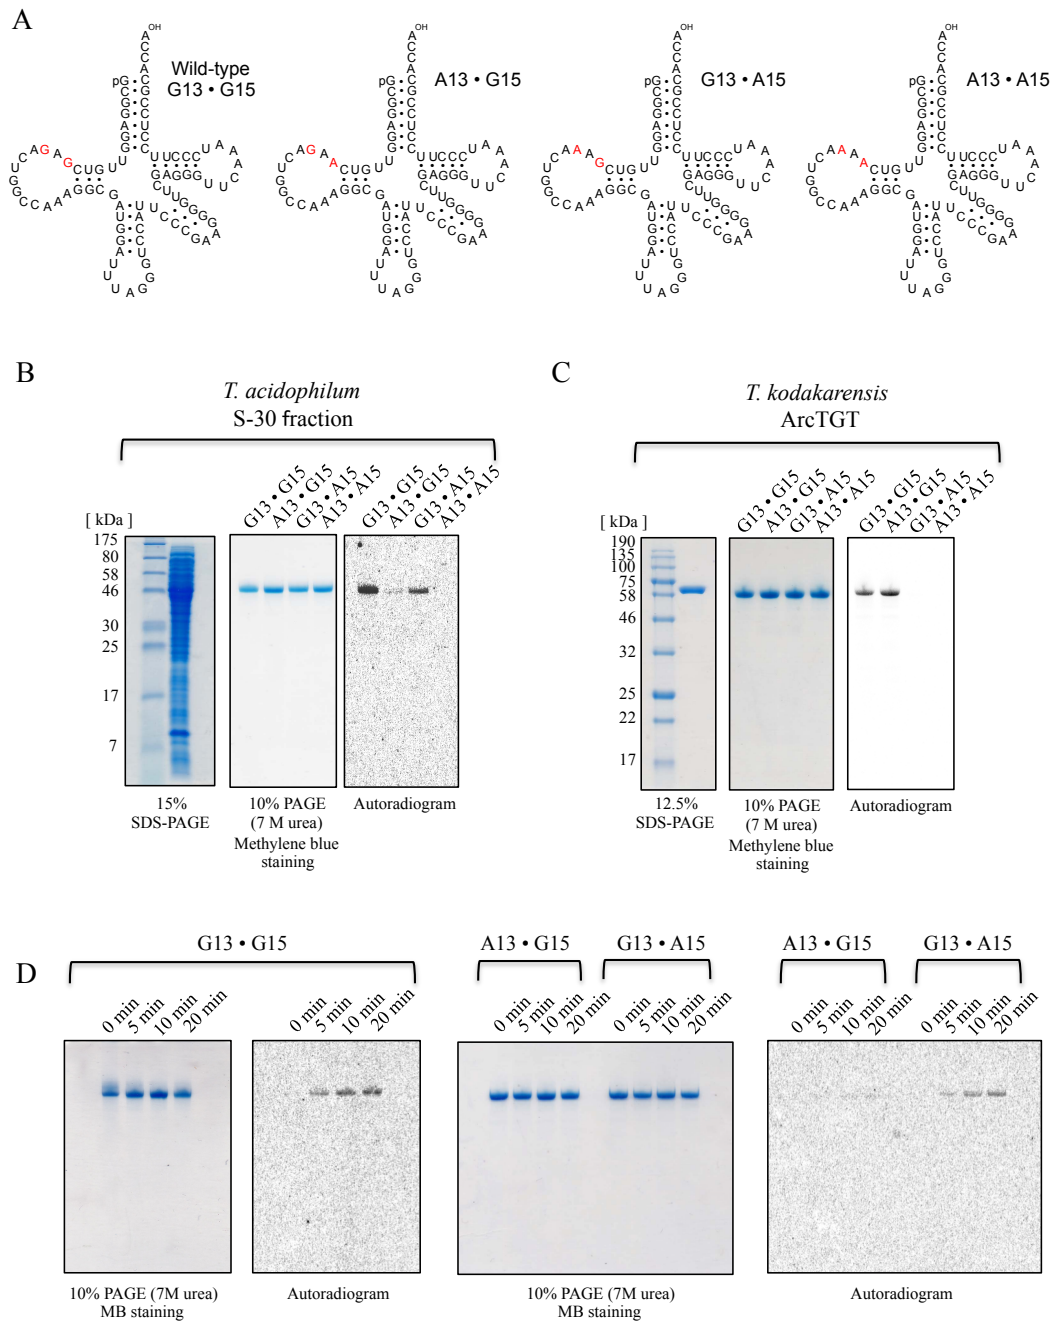 A
Wild-type
G13 • G15
A13 • G15
G13 • A15
A13 • A15
B
T. acidophilum
S-30 fraction
G13 • G15
A13 • G15
G13 • A15
A13 • A15
G13 • G15
A13 • G15
G13 • A15
A13 • A15
[ kDa ]
175
80
58
46
30
25
17
7
15%
SDS-PAGE
10% PAGE
(7 M urea)
Methylene blue
staining
Autoradiogram
C
T. kodakarensis
ArcTGT
G13 • G15
A13 • G15
G13 • A15
A13 • A15
G13 • G15
A13 • G15
G13 • A15
A13 • A15
[ kDa ]
190
135
100
75
58
46
32
25
22
17
12.5%
SDS-PAGE
10% PAGE
(7 M urea)
Methylene blue
staining
Autoradiogram
D
G13 • G15
0 min
5 min
10 min
20 min
0 min
5 min
10 min
20 min
10% PAGE (7M urea)
MB staining
Autoradiogram
A13 • G15
G13 • A15
0 min
5 min
10 min
20 min
0 min
5 min
10 min
20 min
10% PAGE (7M urea)
MB staining
A13 • G15
G13 • A15
0 min
5 min
10 min
20 min
0 min
5 min
10 min
20 min
Autoradiogram